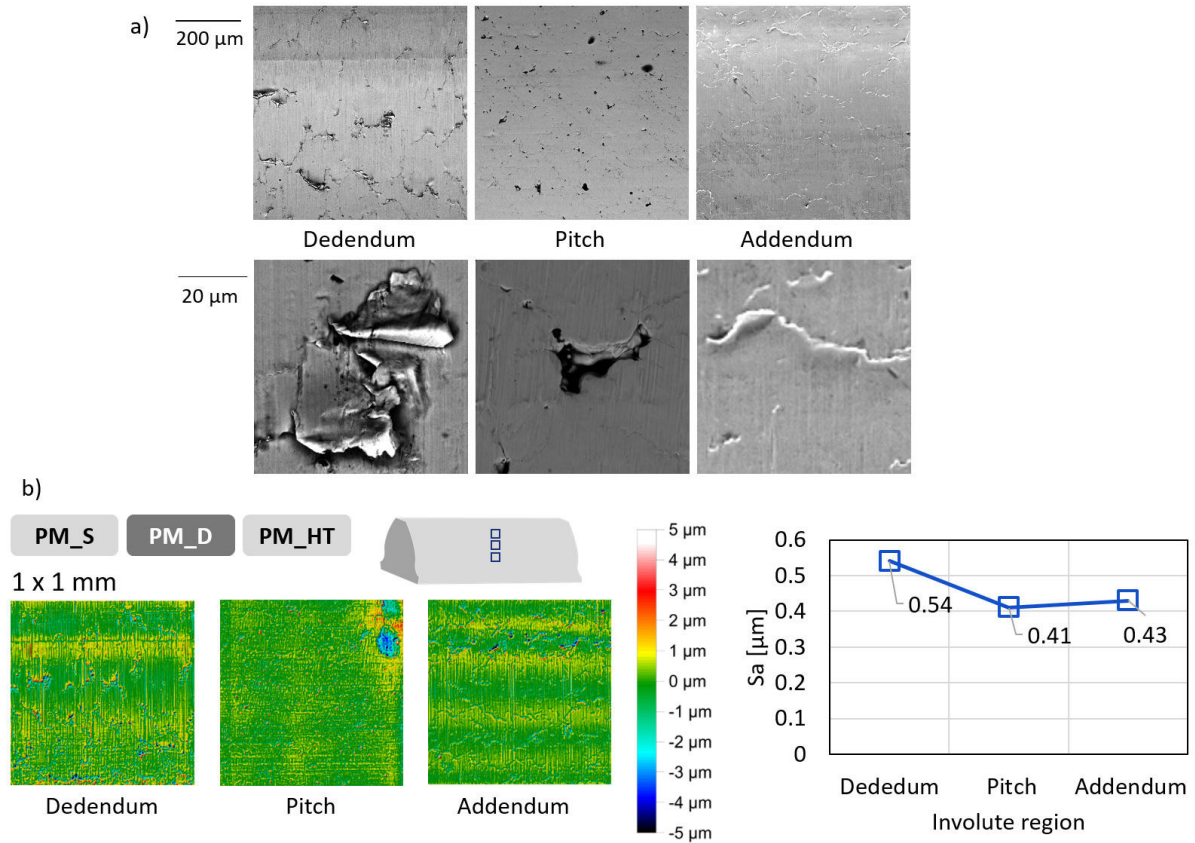 a)
200 µm
Dedendum Pitch Addendum
20 µm
b)
PM_S PM_D PM_HT
1 x 1 mm
Dedendum Pitch Addendum
5 µm
4 µm
3 µm
2 µm
1 µm
0 µm
-1 µm
-2 µm
-3 µm
-4 µm
-5 µm
Sa [µm]
0.6
0.5
0.4
0.3
0.2
0.1
0
0.54
0.41
0.43
Dededum Pitch Addendum
Involute region